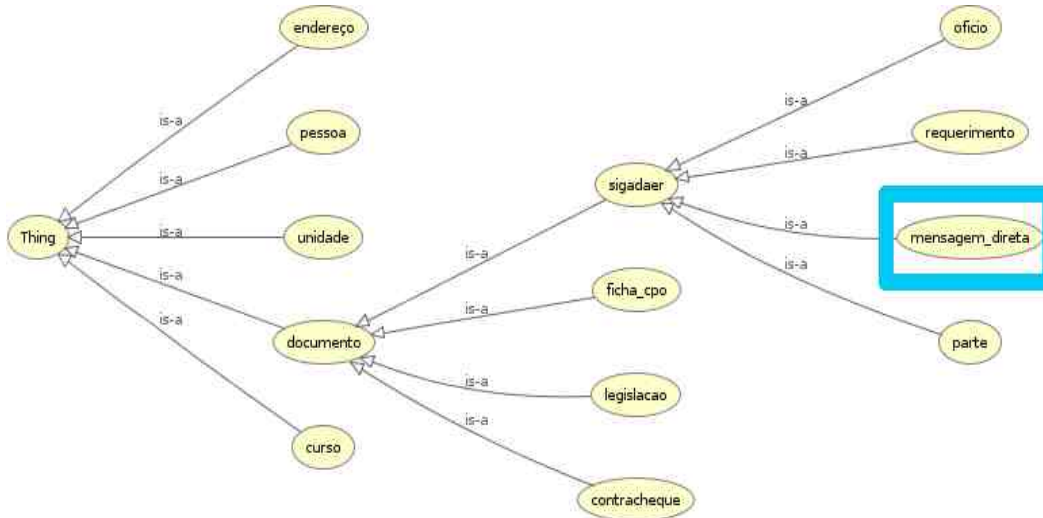 endereço
oficio
is-a
is-a
pessoa
requerimento
is-a
is-a
sigadaer
Thing
is-a
unidade
is-a
mensagem_direta
is-a
is-a
ficha_cpo
is-a
is-a
documento
parte
is-a
legislacao
is-a
curso
contracheque